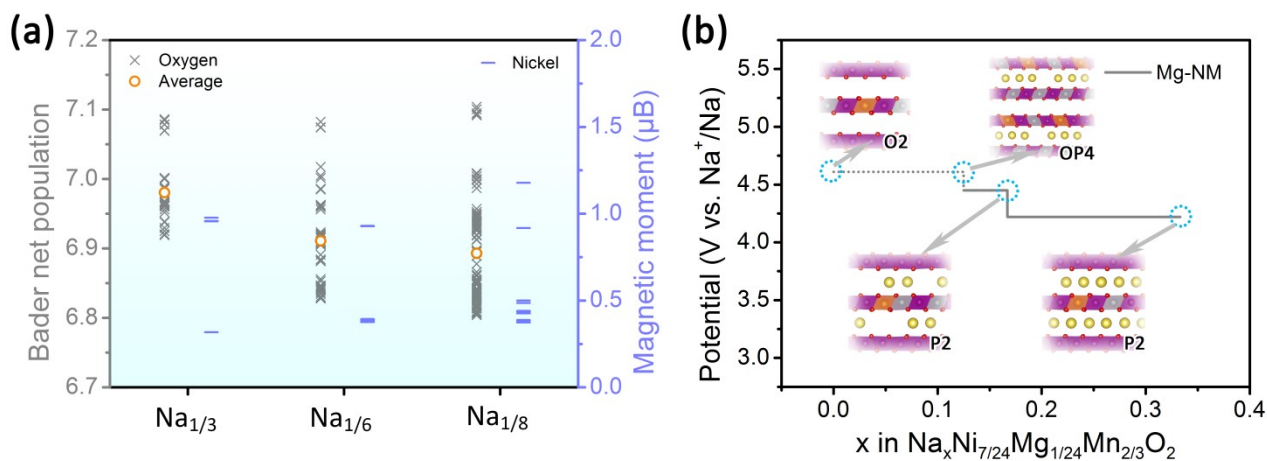 (a)
7.2
7.1
7.0
6.9
6.8
6.7
Bader net population
Oxygen
Average
Nickel
2.0
1.5
1.0
0.5
0.0
Magnetic moment (μB)
Na1/3
Na1/6
Na1/8
(b)
5.5
5.0
4.5
4.0
3.5
3.0
Potential (V vs. Na+/Na)
Mg-NM
O2
OP4
P2
P2
0.0
0.1
0.2
0.3
0.4
x in NaxNi7/24Mg1/24Mn2/3O2